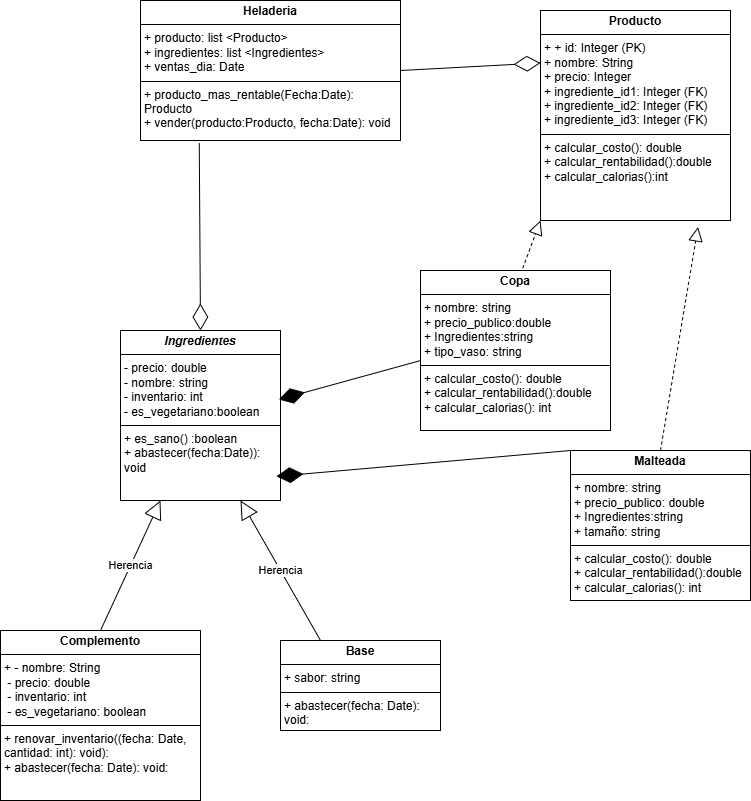 Heladeria
+ producto: list <Producto>
+ ingredientes: list <Ingredientes>
+ ventas_dia: Date
+ producto_mas_rentable(Fecha:Date):
Producto
+ vender(producto:Producto, fecha:Date): void
Producto
+ + id: Integer (PK)
+ nombre: String
+ precio: Integer
+ ingrediente_id1: Integer (FK)
+ ingrediente_id2: Integer (FK)
+ ingrediente_id3: Integer (FK)
+ calcular_costo(): double
+ calcular_rentabilidad():double
+ calcular_calorias():int
Copa
+ nombre: string
+ precio_publico:double
+ Ingredientes:string
+ tipo_vaso: string
+ calcular_costo(): double
+ calcular_rentabilidad():double
+ calcular_calorias(): int
Ingredientes
- precio: double
- nombre: string
- inventario: int
- es_vegetariano:boolean
+ es_sano() :boolean
+ abastecer(fecha:Date)):
void
Malteada
+ nombre: string
+ precio_publico: double
+ Ingredientes:string
+ tamaño: string
+ calcular_costo(): double
+ calcular_rentabilidad():double
+ calcular_calorias(): int
Herencia
Herencia
Complemento
+ - nombre: String
- precio: double
- inventario: int
- es_vegetariano: boolean
+ renovar_inventario((fecha: Date,
cantidad: int): void):
+ abastecer(fecha: Date): void:
Base
+ sabor: string
+ abastecer(fecha: Date):
void: